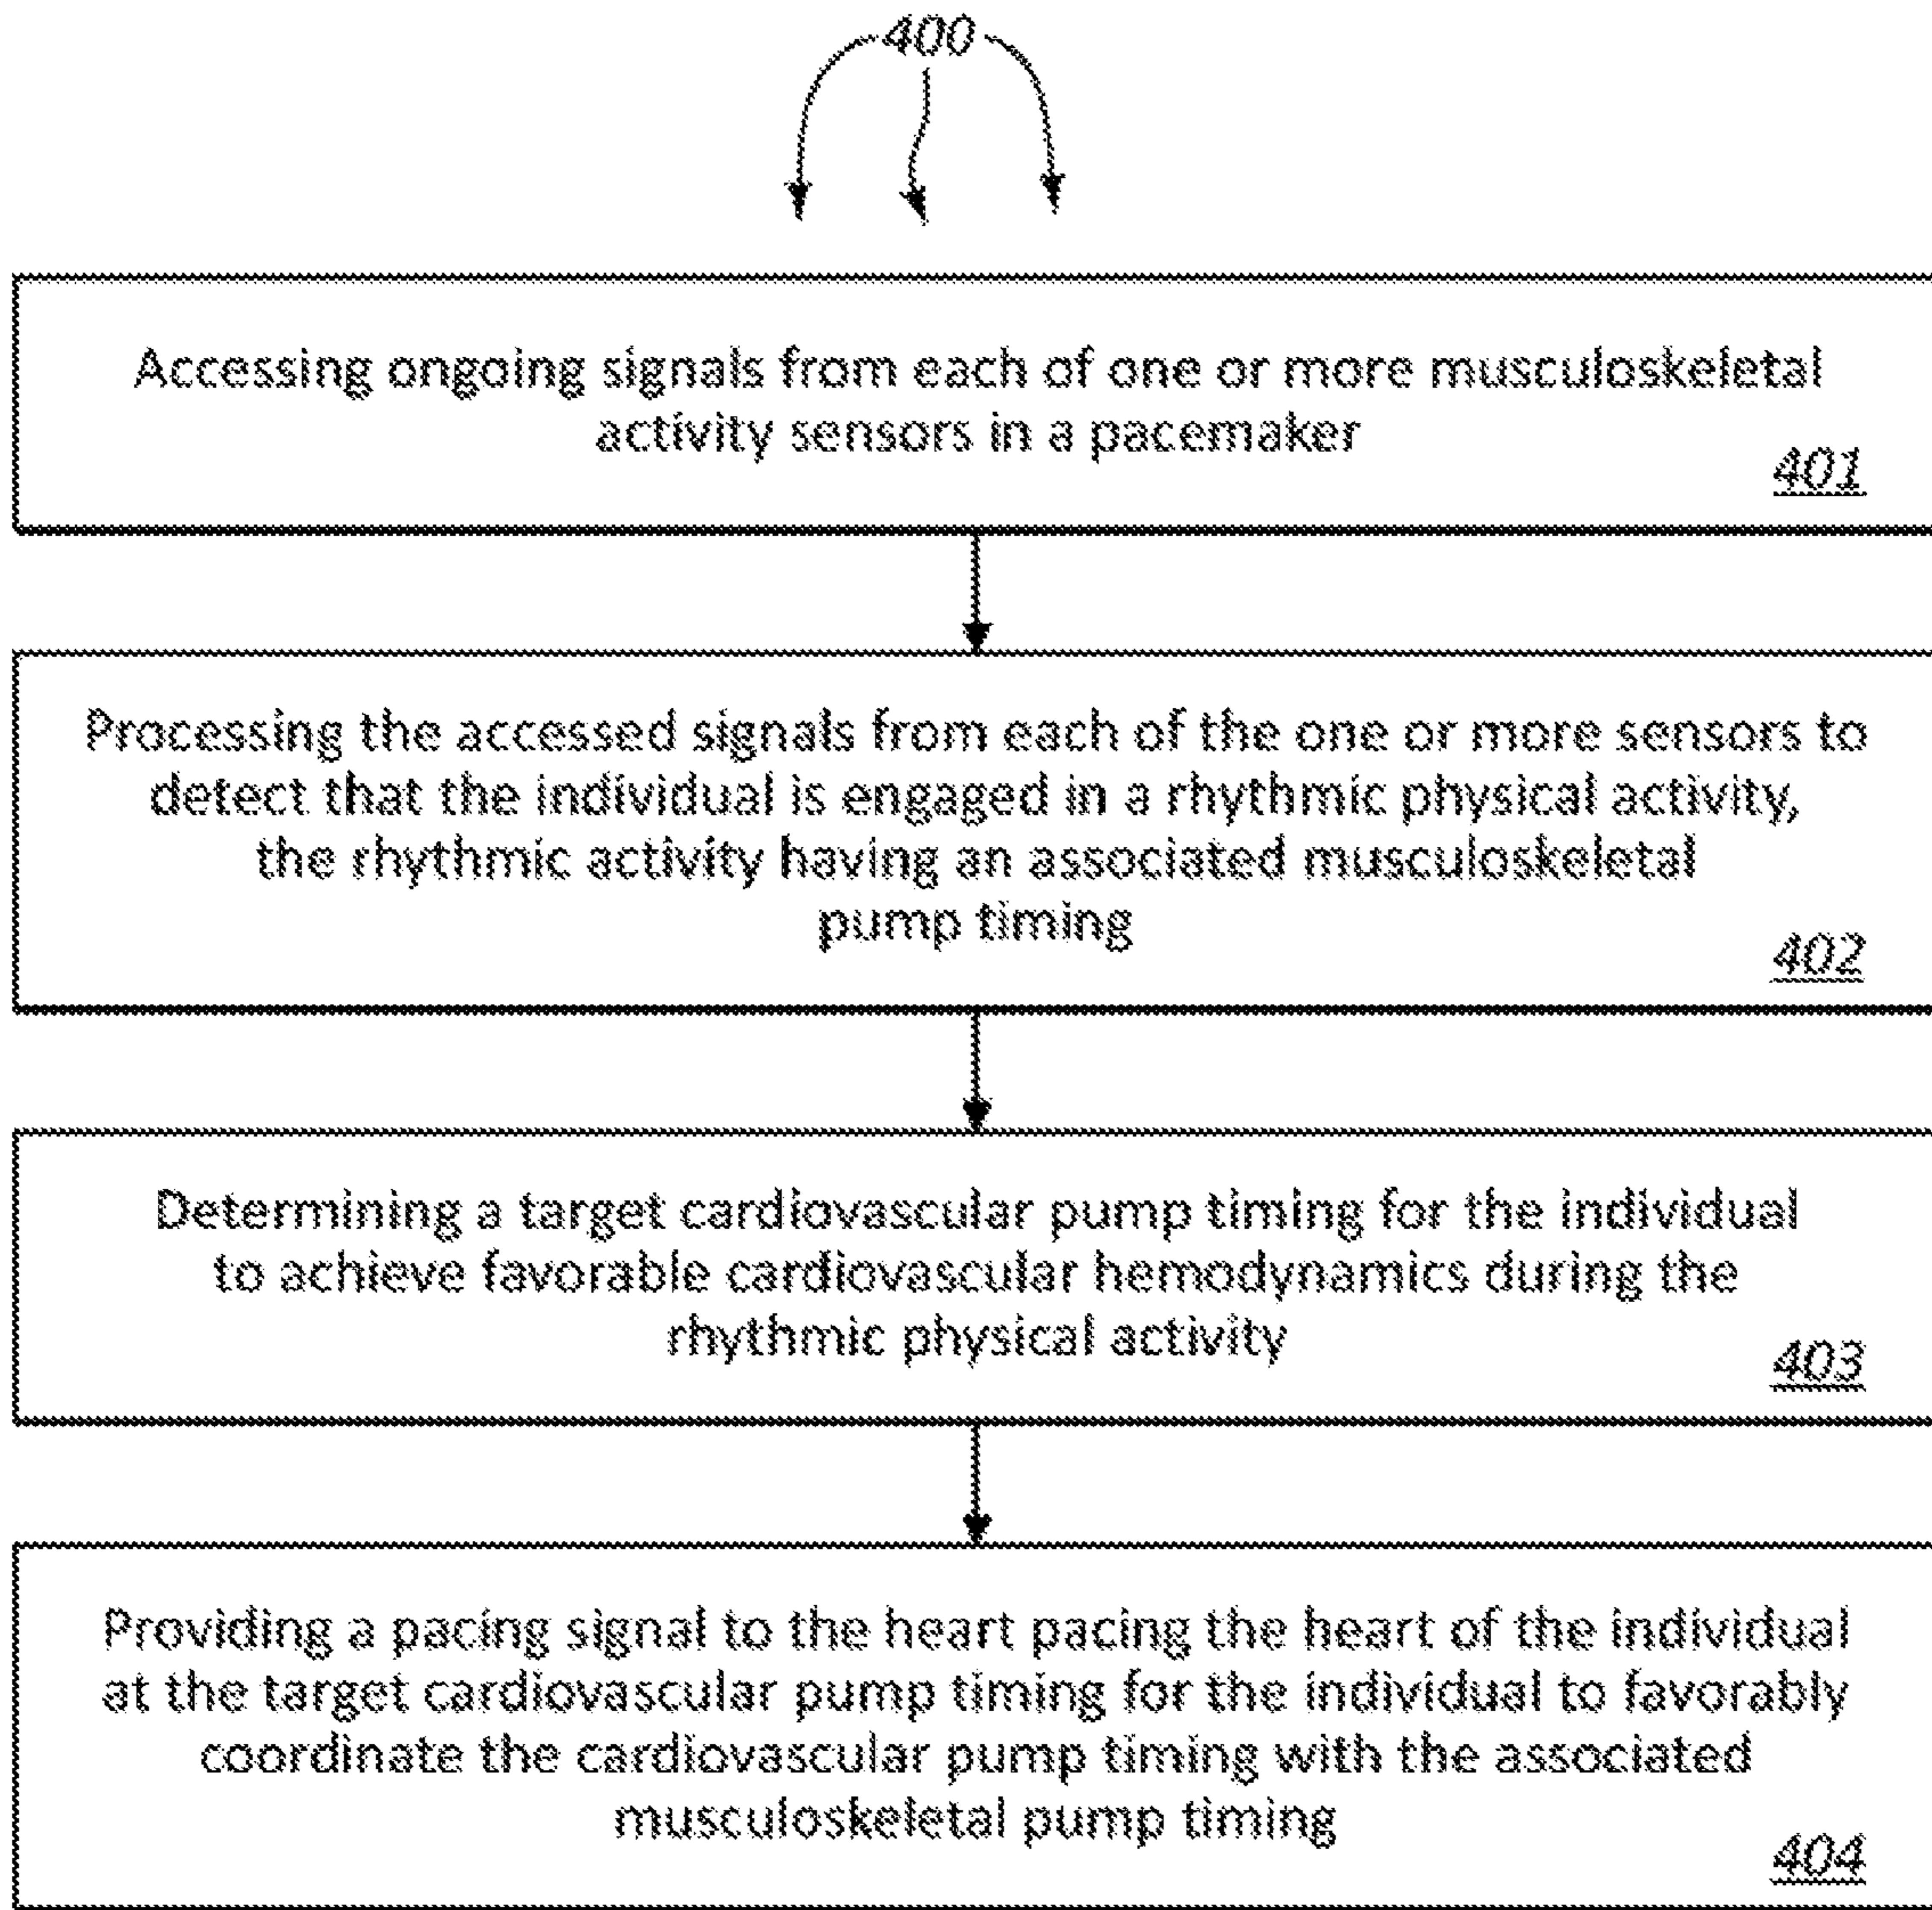 400
Accessing ongoing signals from each of one or more musculoskeletal
activity sensors in a pacemaker
401
Processing the accessed signals from each of the one or more sensors to
detect that the individual is engaged in a rhythmic physical activity,
the rhythmic activity having an associated musculoskeletal
pump timing
402
Determining a target cardiovascular pump timing for the individual
to achieve favorable cardiovascular hemodynamics during the
rhythmic physical activity
403
Providing a pacing signal to the heart pacing the heart of the individual
at the target cardiovascular pump timing for the individual to favorably
coordinate the cardiovascular pump timing with the associated
musculoskeletal pump timing
404